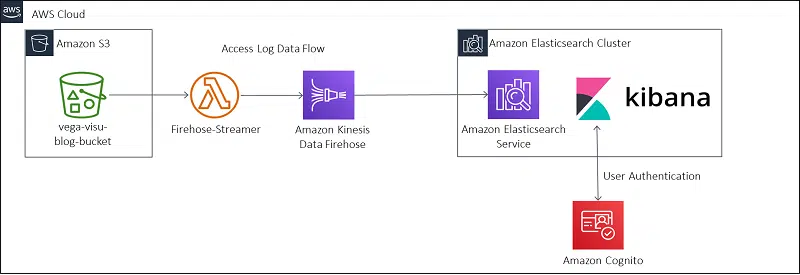 aws
AWS Cloud
Amazon S3
Access Log Data Flow
Amazon Elasticsearch Cluster
vega-visu-
blog-bucket
Firehose-Streamer
Amazon Kinesis
Data Firehose
Amazon Elasticsearch
Service
kibana
User Authentication
Amazon Cognito